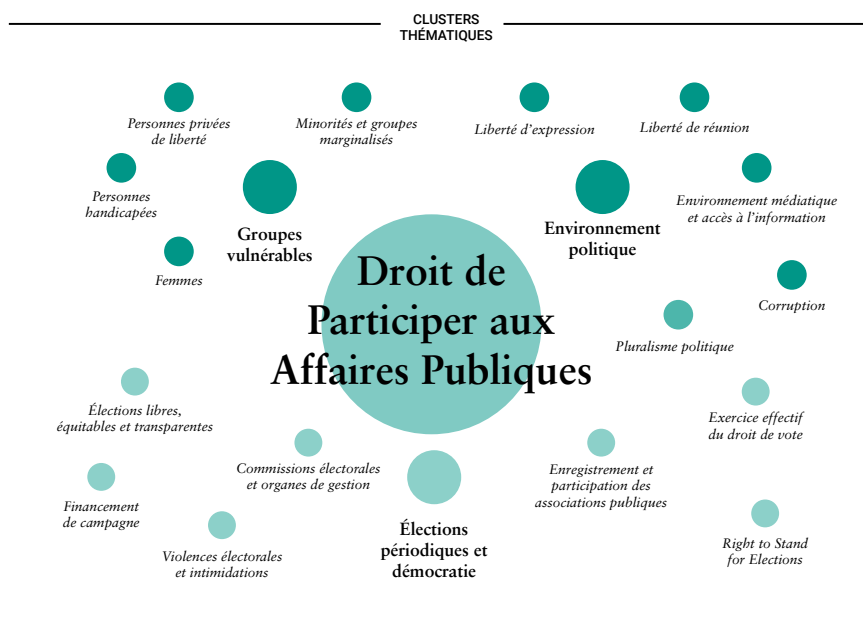 CLUSTERS
THÉMATIQUES
Personnes privées
de liberté
Minorités et groupes
marginalisés
Liberté d'expression
Liberté de réunion
Personnes
handicapées
Groupes
vulnérables
Environnement
politique
Environnement médiatique
et accès à l'information
Femmes
Droit de
Participer aux
Affaires Publiques
Corruption
Pluralisme politique
Élections libres,
équitables et transparentes
Exercice effectif
du droit de vote
Commissions électorales
et organes de gestion
Enregistrement et
participation des
associations publiques
Financement
de campagne
Élections
périodiques et
démocratie
Violences électorales
et intimidations
Right to Stand
for Elections